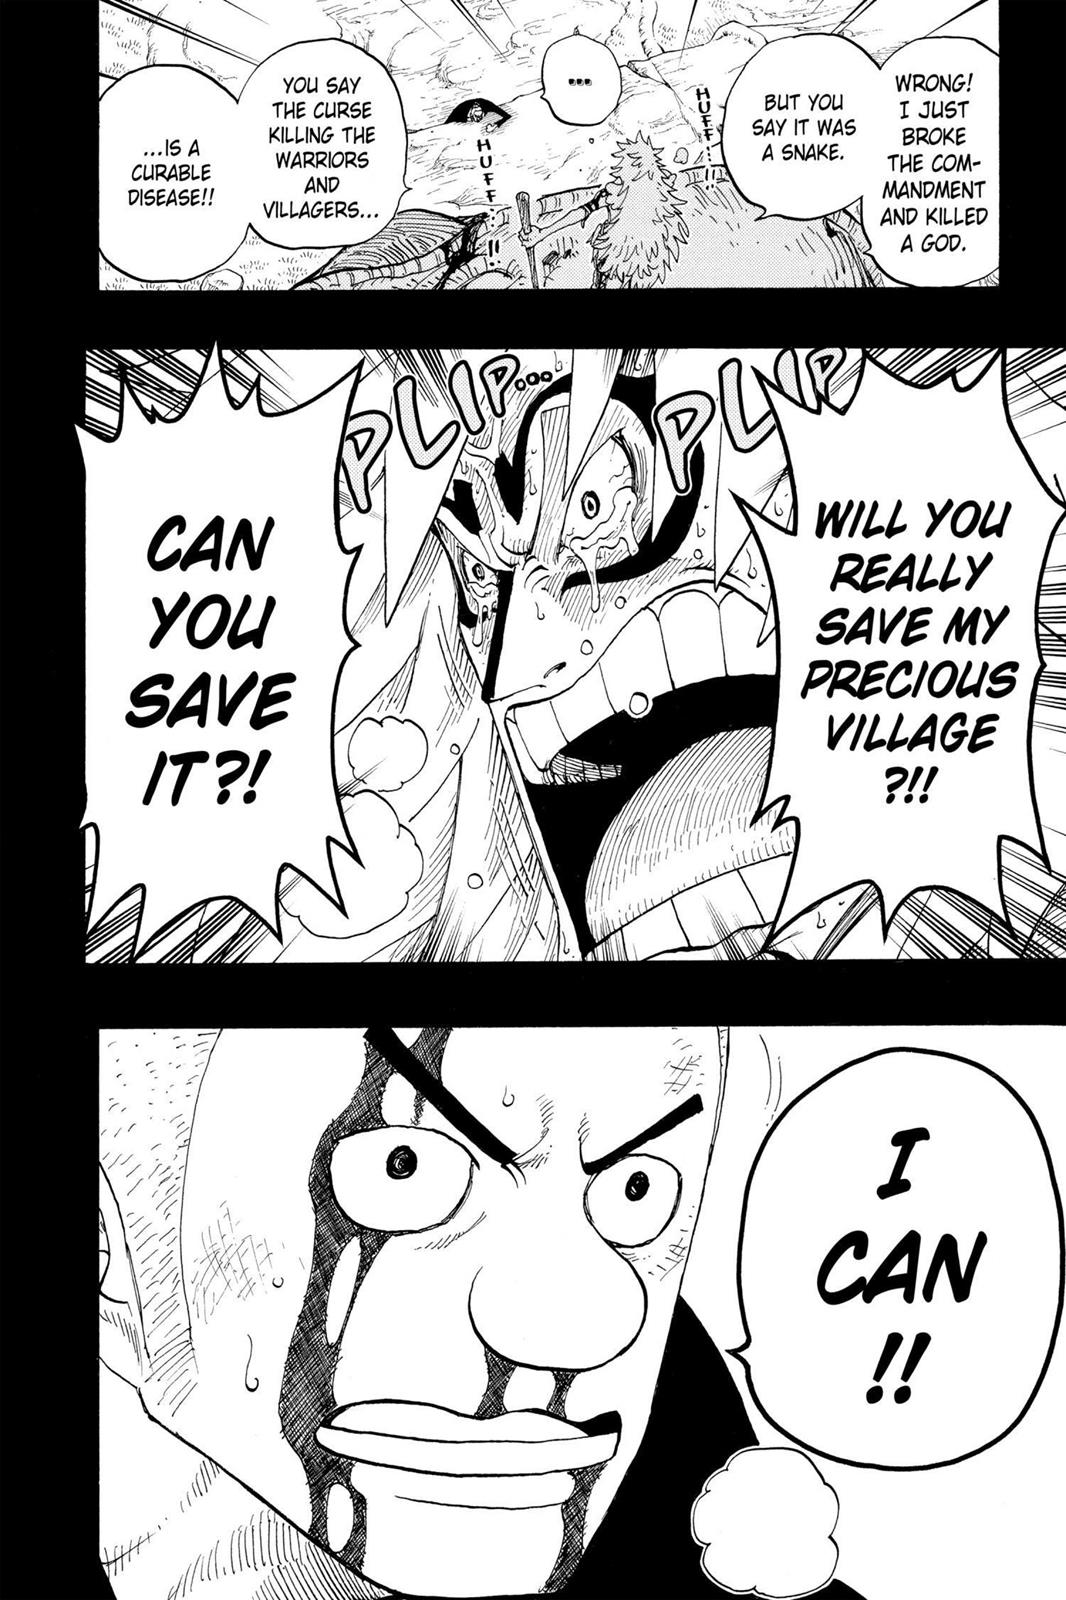 WRONG!
I JUST
BROKE
THE COM-
MANDMENT
AND KILLED
A GOD.
BUT YOU
SAY IT WAS
A SNAKE.
HUFF...!!!
...
HUFF...!!
YOU SAY
THE CURSE
KILLING THE
WARRIORS
AND
VILLAGERS...
...IS A
CURABLE
DISEASE!!
WILL YOU
REALLY
SAVE MY
PRECIOUS
VILLAGE
?!!!
PLIP
PLIP...
CAN
YOU
SAVE
IT?!
I
CAN
!!